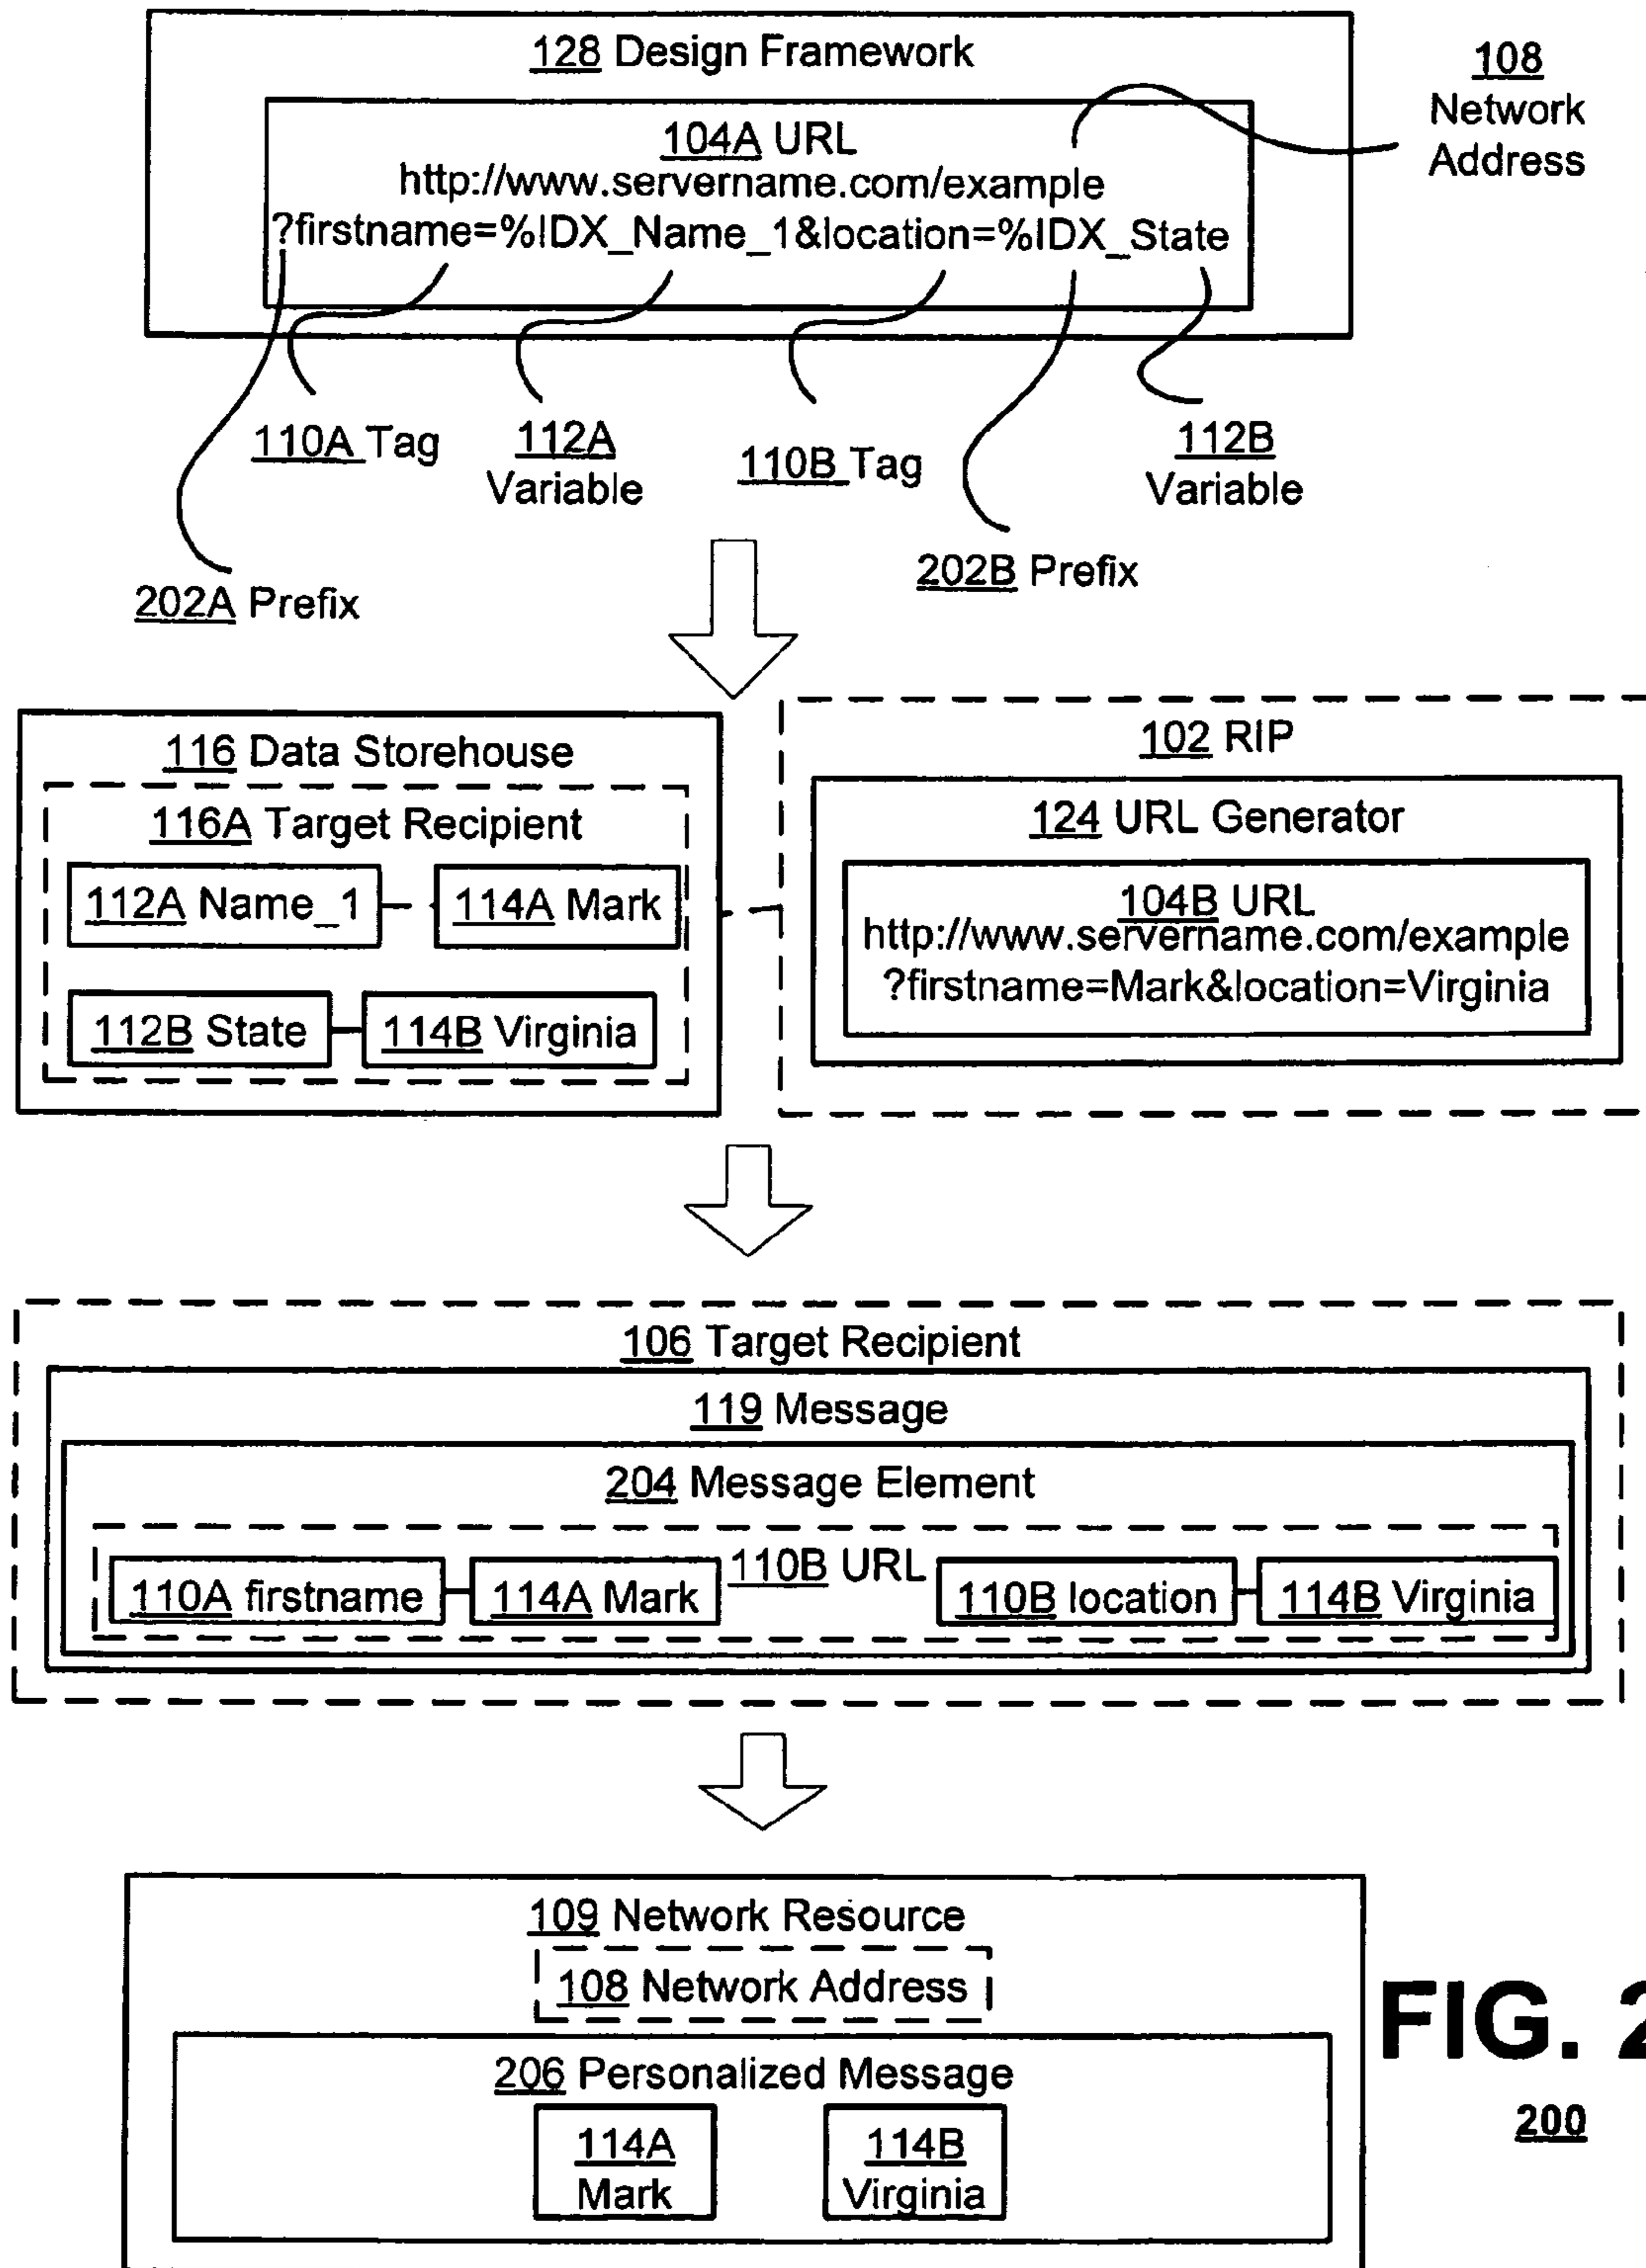 128 Design Framework
108
Network
Address
104A URL
http://www.servername.com/example
?firstname=%IDX_Name_1&location=%IDX_State
110A Tag
112A
Variable
110B Tag
112B
Variable
202A Prefix
202B Prefix
116 Data Storehouse
116A Target Recipient
112A Name_1
114A Mark
112B State
114B Virginia
102 RIP
124 URL Generator
104B URL
http://www.servername.com/example
?firstname=Mark&location=Virginia
106 Target Recipient
119 Message
204 Message Element
110A firstname
114A Mark
110B URL
110B location
114B Virginia
109 Network Resource
108 Network Address
206 Personalized Message
114A
Mark
114B
Virginia
FIG. 2
200